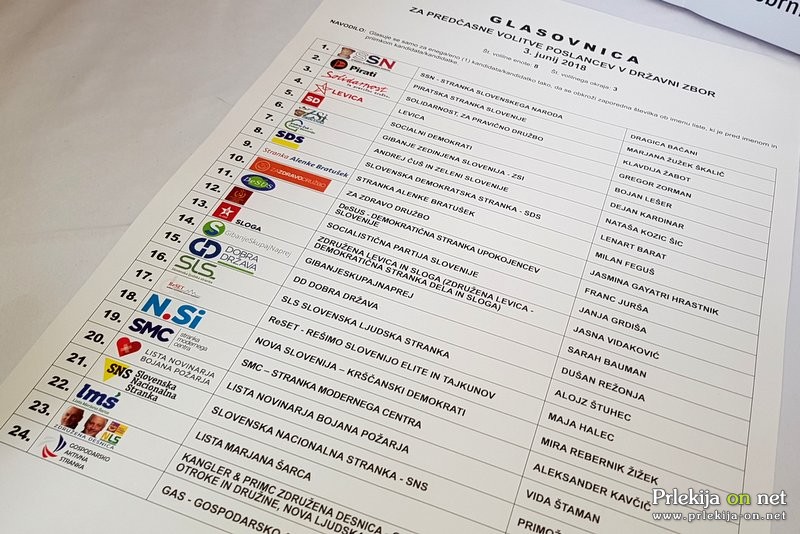 GLASOVNICA
ZA PREDČASNE VOLITVE POSLANCEV V DRŽAVNI ZBOR
3. junij 2018
Št. volilne enote: 8 Št. volilnega okraja: 3
NAVODILO: Glasuje se samo za enega/eno (1) kandidata/kandidatko tako, da se obkroži zaporedna številka ob imenu liste, ki je pred imenom in
priimkom kandidata/kandidatke.
1. SSN SSN - STRANKA SLOVENSKEGA NARODA DRAGICA BAČANI
2. Pirati PIRATSKA STRANKA SLOVENIJE MARJANA ŽUŽEK ŠKALIČ
3. Solidarnost SOLIDARNOST, ZA PRAVIČNO DRUŽBO KLAVDIJA ŽABOT
4. LEVICA LEVICA GREGOR ZORMAN
5. SD SOCIALNI DEMOKRATI BOJAN LEŠER
6. GIBANJE ZEDINJENA SLOVENIJA - ZSI DEJAN KARDINAR
7. ANDREJ ČUŠ IN ZELENI SLOVENIJE NATAŠA KOZIC ŠIC
8. SDS SLOVENSKA DEMOKRATSKA STRANKA - SDS LENART BARAT
9. Stranka Alenke Bratušek STRANKA ALENKE BRATUŠEK MILAN FEGUŠ
10. ZA ZDRAVO DRUŽBO ZA ZDRAVO DRUŽBO JASMINA GAYATRI HRASTNIK
11. DeSUS DeSUS - DEMOKRATIČNA STRANKA UPOKOJENCEV
SLOVENIJE FRANC JURŠA
12. SOCIALISTIČNA PARTIJA SLOVENIJE JANJA GRDIŠA
13. SLOGA ZDRUŽENA LEVICA IN SLOGA (ZDRUŽENA LEVICA -
DEMOKRATIČNA STRANKA DELA IN SLOGA) JASNA VIDAKOVIĆ
14. GibanjeSkupajNaprej GIBANJESKUPAJNAPREJ SARAH BAUMAN
15. DOBRA
DRŽAVA DD DOBRA DRŽAVA DUŠAN REŽONJA
16. SLS SLS SLOVENSKA LJUDSKA STRANKA ALOJZ ŠTUHEC
17. ReSET ReSET - REŠIMO SLOVENIJO ELITE IN TAJKUNOV MAJA HALEC
18. N.Si NOVA SLOVENIJA – KRŠČANSKI DEMOKRATI MIRA REBERNIK ŽIŽEK
19. SMC stranka
modernega
centra SMC – STRANKA MODERNEGA CENTRA ALEKSANDER KAVČIČ
20. LISTA NOVINARJA
BOJANA POŽARJA LISTA NOVINARJA BOJANA POŽARJA VIDA ŠTAMAN
21. SNS Slovenska
Nacionalna
Stranka SLOVENSKA NACIONALNA STRANKA - SNS PRIMOŽ
22. lmš LISTA MARJANA ŠARCA
23. NLS ZDRUŽENA DESNICA KANGLER & PRIMC ZDRUŽENA DESNICA -
OTROKE IN DRUŽINE, NOVA LJUDSKA
24. GOSPODARSKO
AKTIVNA
STRANKA GAS - GOSPODARSKO
Prlekija on net
www.prlekija-on.net